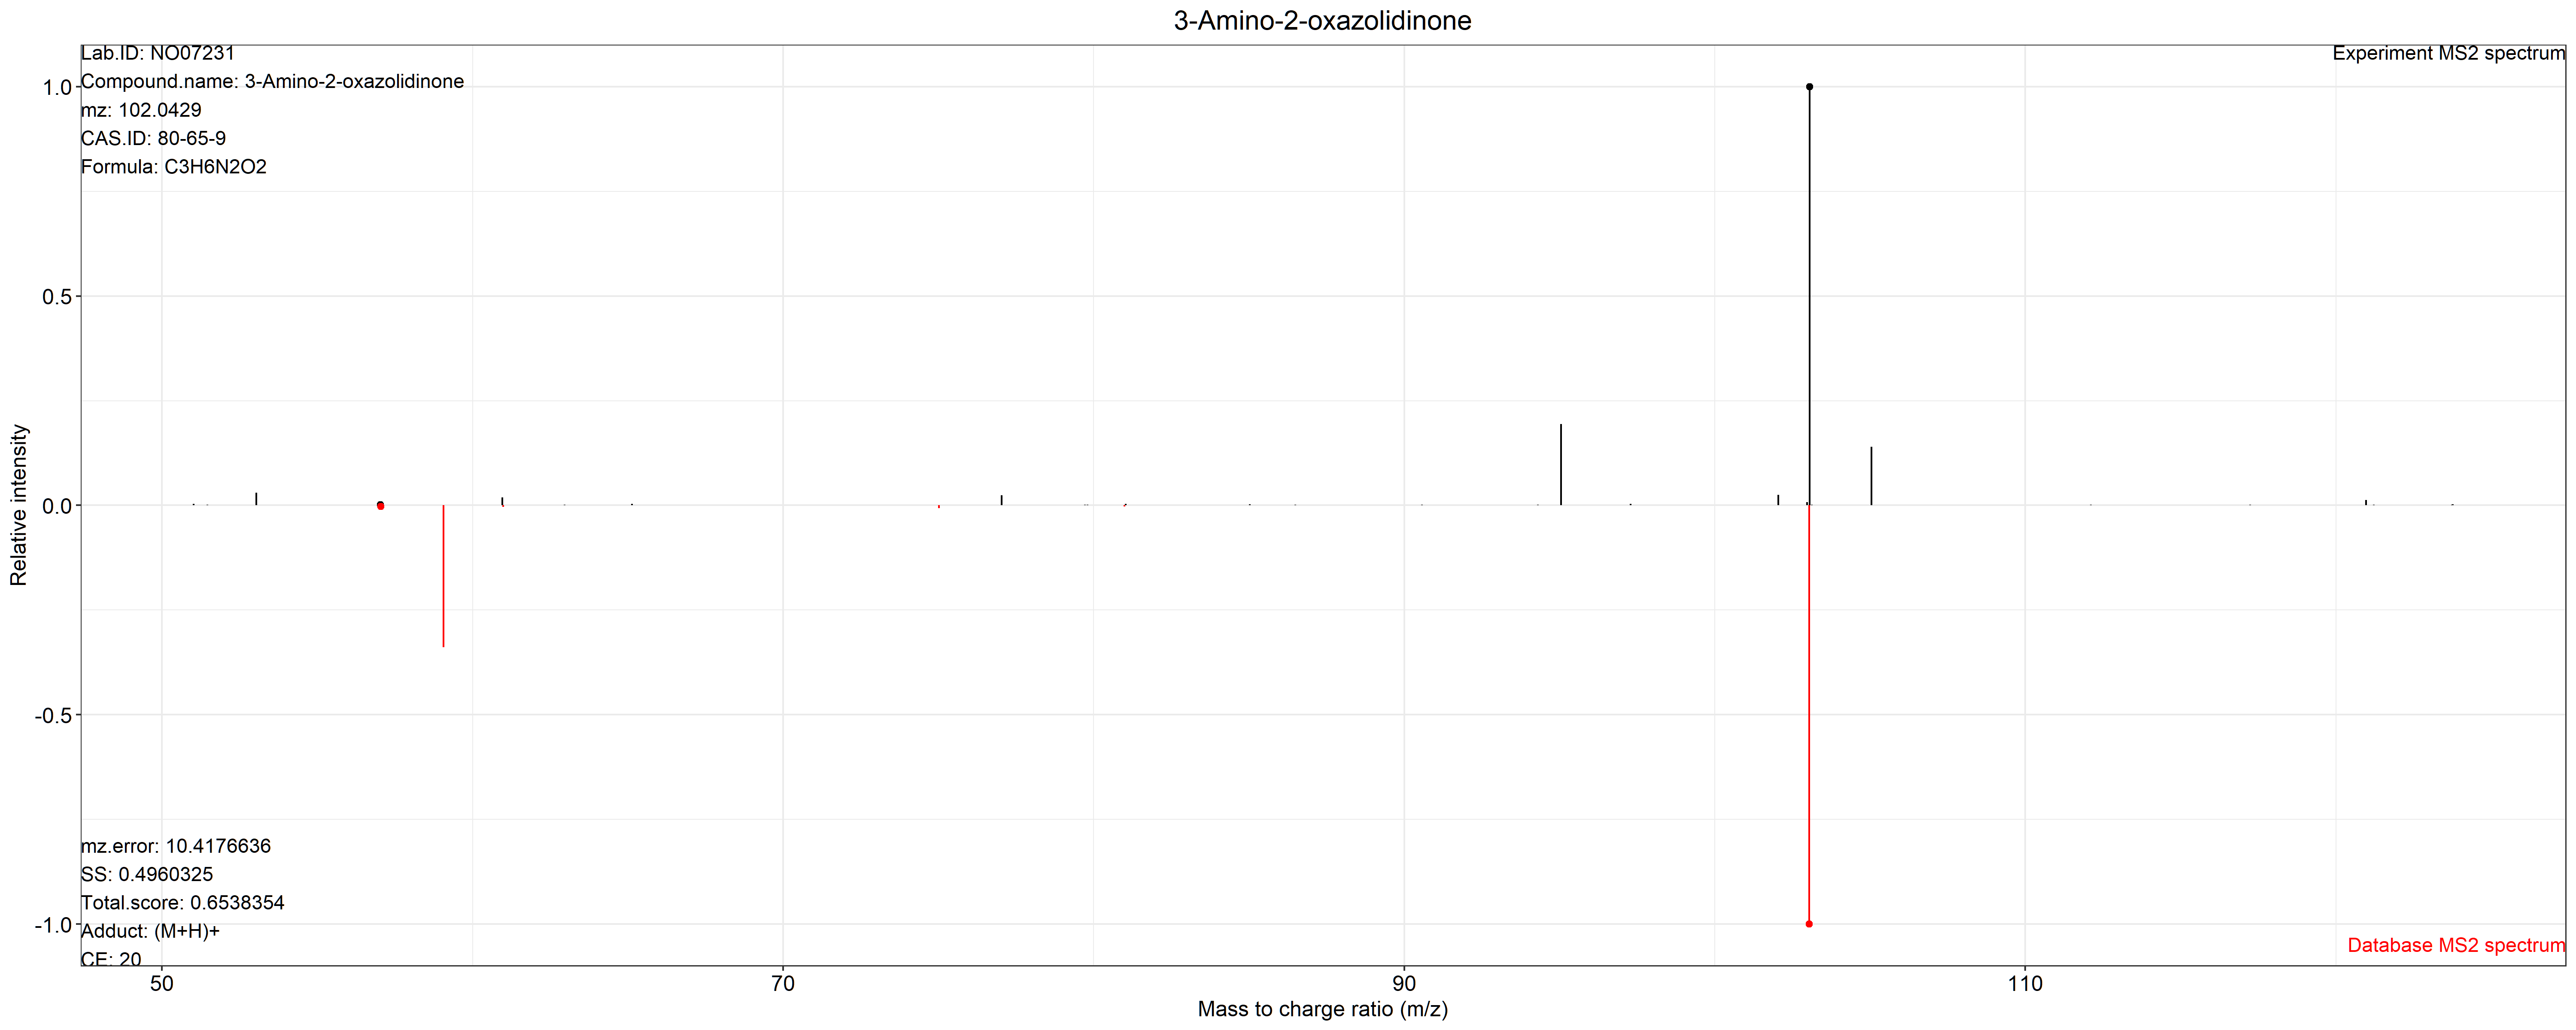 3-Amino-2-oxazolidinone
Lab.ID: NO07231
Compound.name: 3-Amino-2-oxazolidinone
mz: 102.0429
CAS.ID: 80-65-9
Formula: C3H6N2O2
Experiment MS2 spectrum
1.0
0.5
0.0
-0.5
-1.0
Relative intensity
mz.error: 10.4176636
SS: 0.4960325
Total.score: 0.6538354
Adduct: (M+H)+
CE: 20
Database MS2 spectrum
50 70 90 110
Mass to charge ratio (m/z)